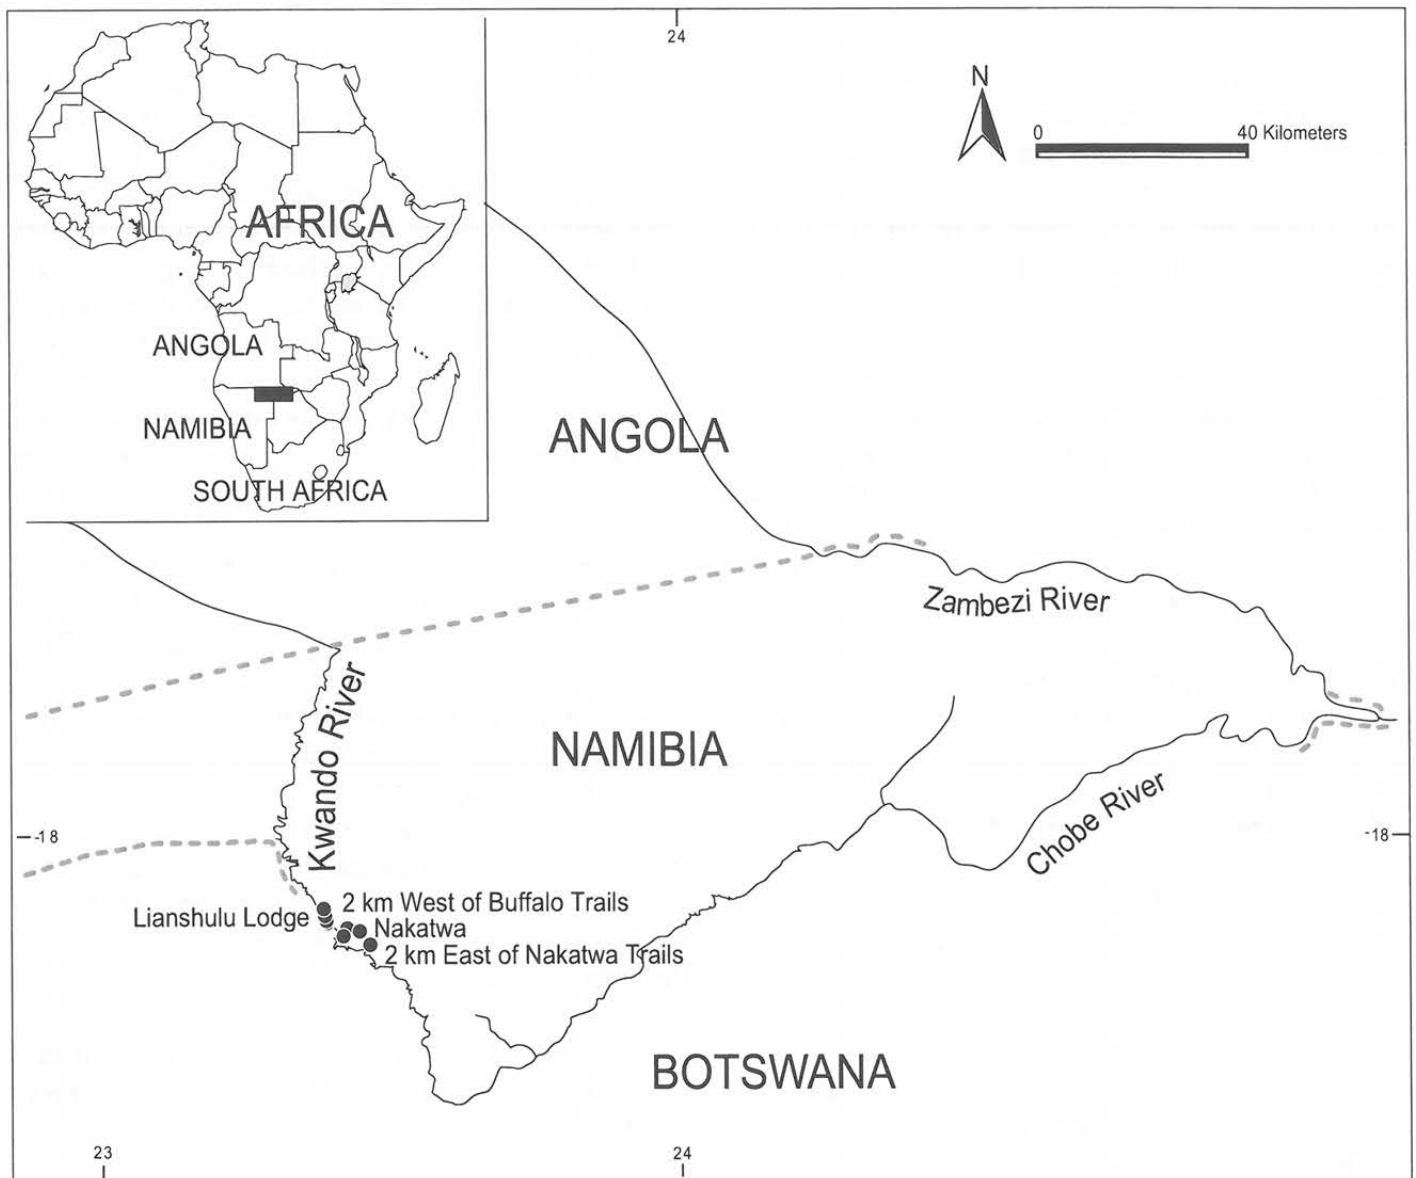 24
N
0 40 Kilometers
AFRICA
ANGOLA
NAMIBIA
SOUTH AFRICA
ANGOLA
Zambezi River
Kwando River
NAMIBIA
Chobe River
-18
-18
2 km West of Buffalo Trails
Lianshulu Lodge
Nakatwa
2 km East of Nakatwa Trails
BOTSWANA
23
24